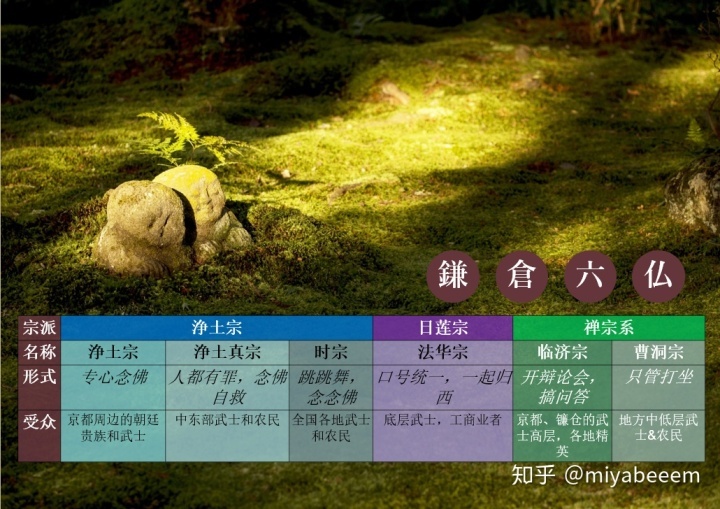 鎌倉六仏
宗派 浄土宗 日莲宗 禅宗系
名称 浄土宗 浄土真宗 时宗 法华宗 临济宗 曹洞宗
形式 专心念佛 人都有罪，念佛自救 跳跳舞，念念佛 口号统一，一起归西 开辩论会，搞问答 只管打坐
受众 京都周边的朝廷贵族和武士 中东部武士和农民 全国各地武士和农民 底层武士，工商业者 京都、镰仓的武士高层，各地精英 地方中低层武士&农民
知乎 @miyabeeem